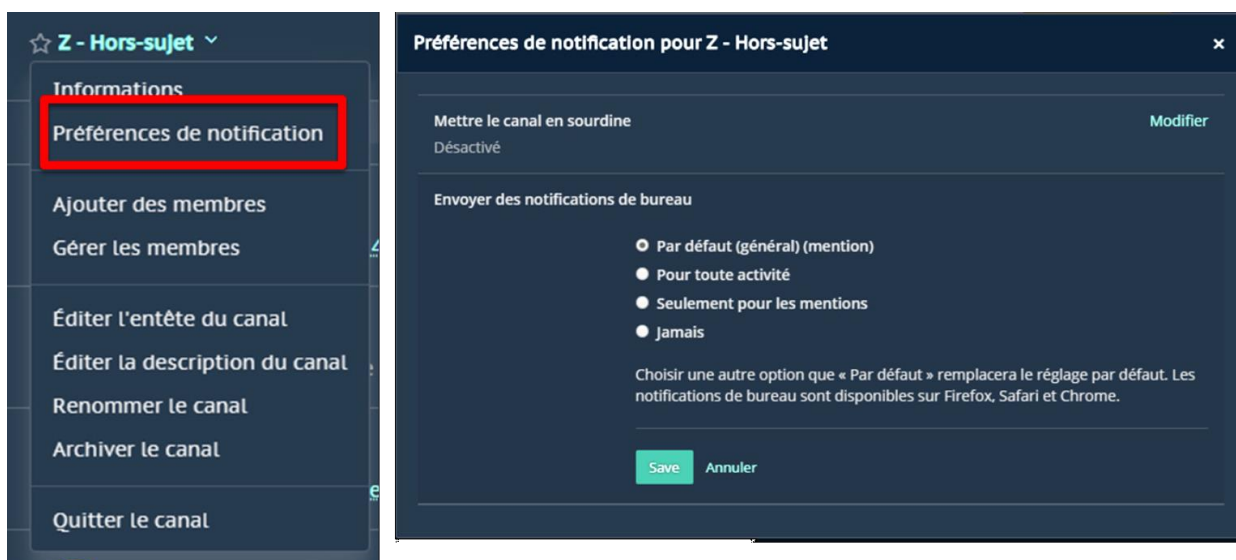 Z - Hors-sujet
Informations
Préférences de notification
Ajouter des membres
Gérer les membres
Éditer l'entête du canal
Éditer la description du canal
Renommer le canal
Archiver le canal
Quitter le canal
Préférences de notification pour Z - Hors-sujet
×
Mettre le canal en sourdine
Modifier
Désactivé
Envoyer des notifications de bureau
Par défaut (général) (mention)
Pour toute activité
Seulement pour les mentions
Jamais
Choisir une autre option que « Par défaut » remplacera le réglage par défaut. Les
notifications de bureau sont disponibles sur Firefox, Safari et Chrome.
Save
Annuler